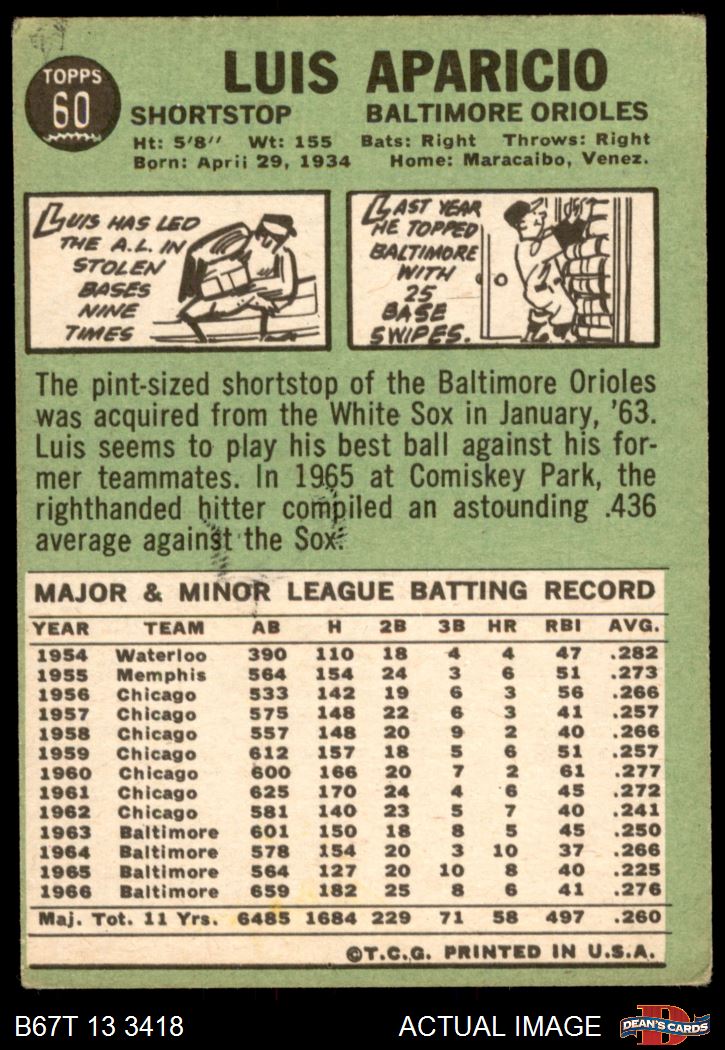 TOPPS
60
LUIS APARICIO
SHORTSTOP BALTIMORE ORIOLES
Ht: 5'8" Wt: 155 Bats: Right Throws: Right
Born: April 29, 1934 Home: Maracaibo, Venez.
LUIS HAS LED
THE A.L. IN
STOLEN
BASES
NINE
TIMES
LAST YEAR
HE TOPPED
BALTIMORE
WITH
25
BASE
SWIPES.
The pint-sized shortstop of the Baltimore Orioles
was acquired from the White Sox in January, '63.
Luis seems to play his best ball against his for-
mer teammates. In 1965 at Comiskey Park, the
righthanded hitter compiled an astounding .436
average against the Sox.
MAJOR & MINOR LEAGUE BATTING RECORD
YEAR TEAM AB H 2B 3B HR RBI AVG.
1954 Waterloo 390 110 18 4 4 47 .282
1955 Memphis 564 154 24 3 6 51 .273
1956 Chicago 533 142 19 6 3 56 .266
1957 Chicago 575 148 22 6 3 41 .257
1958 Chicago 557 148 20 9 2 40 .266
1959 Chicago 612 157 18 5 6 51 .257
1960 Chicago 600 166 20 7 2 61 .277
1961 Chicago 625 170 24 4 6 45 .272
1962 Chicago 581 140 23 5 7 40 .241
1963 Baltimore 601 150 18 8 5 45 .250
1964 Baltimore 578 154 20 3 10 37 .266
1965 Baltimore 564 127 20 10 8 40 .225
1966 Baltimore 659 182 25 8 6 41 .276
Maj. Tot. 11 Yrs. 6485 1684 229 71 58 497 .260
©T.C.G. PRINTED IN U.S.A.
B67T 13 3418 ACTUAL IMAGE DEAN'S CARDS